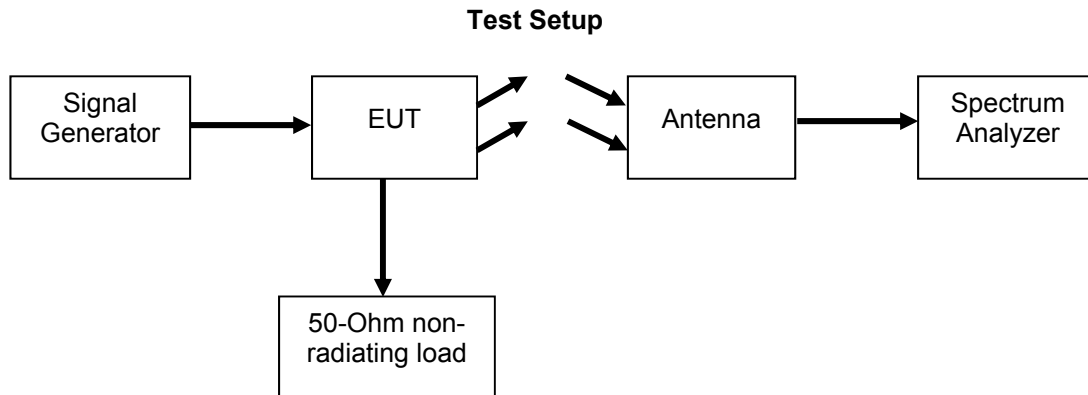 Test Setup
Signal
Generator
EUT
Antenna
Spectrum
Analyzer
50-Ohm non-
radiating load